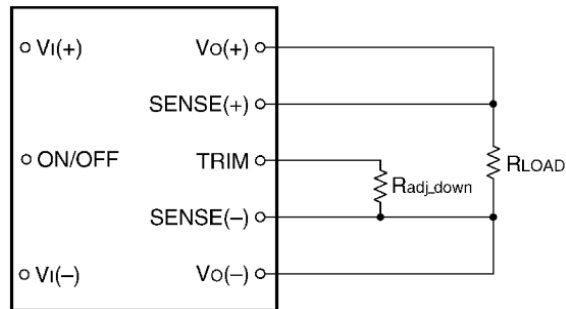 VI(+)
VO(+)
SENSE(+)
ON/OFF
TRIM
RLOAD
Radj_down
SENSE(–)
VI(–)
VO(–)